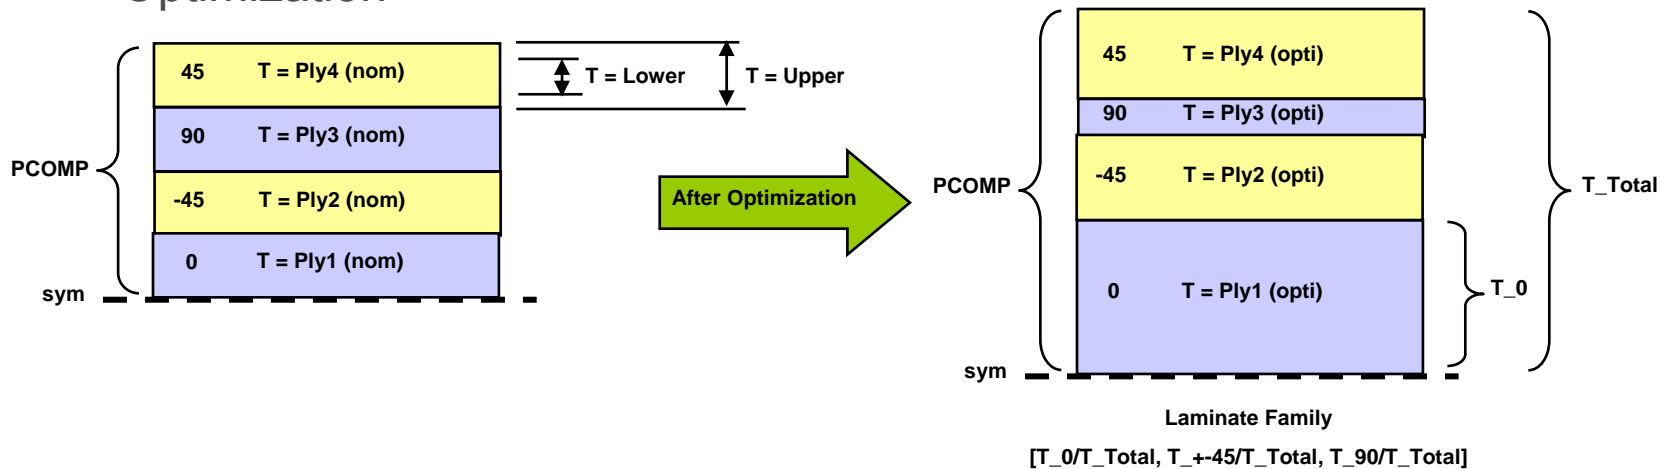 Optimization
PCOMP
45 T = Ply4 (nom)
90 T = Ply3 (nom)
-45 T = Ply2 (nom)
0 T = Ply1 (nom)
sym
T = Lower
T = Upper
After Optimization
PCOMP
45 T = Ply4 (opti)
90 T = Ply3 (opti)
-45 T = Ply2 (opti)
0 T = Ply1 (opti)
sym
T_0
T_Total
Laminate Family
[T_0/T_Total, T_+-45/T_Total, T_90/T_Total]